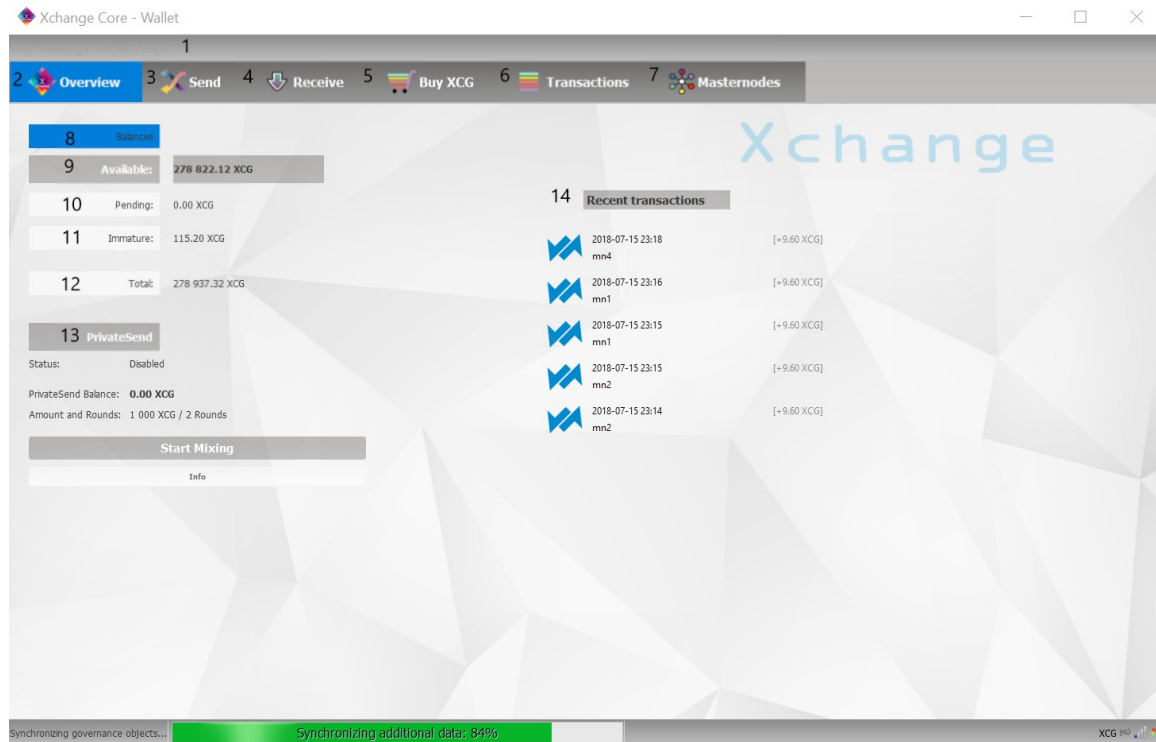 Xchange Core - Wallet
1
2 Overview 3 Send 4 Receive 5 Buy XCG 6 Transactions 7 Masternodes
8 Balances
Xchange
9 Available: 278 822.12 XCG
10 Pending: 0.00 XCG
11 Immature: 115.20 XCG
12 Total: 278 937.32 XCG
13 PrivateSend
Status: Disabled
PrivateSend Balance: 0.00 XCG
Amount and Rounds: 1 000 XCG / 2 Rounds
Start Mixing
Info
14 Recent transactions
2018-07-15 23:18 [+9.60 XCG]
mn4
2018-07-15 23:16 [+9.60 XCG]
mn1
2018-07-15 23:15 [+9.60 XCG]
mn1
2018-07-15 23:15 [+9.60 XCG]
mn2
2018-07-15 23:14 [+9.60 XCG]
mn2
Synchronizing governance objects... Synchronizing additional data: 84% XCG